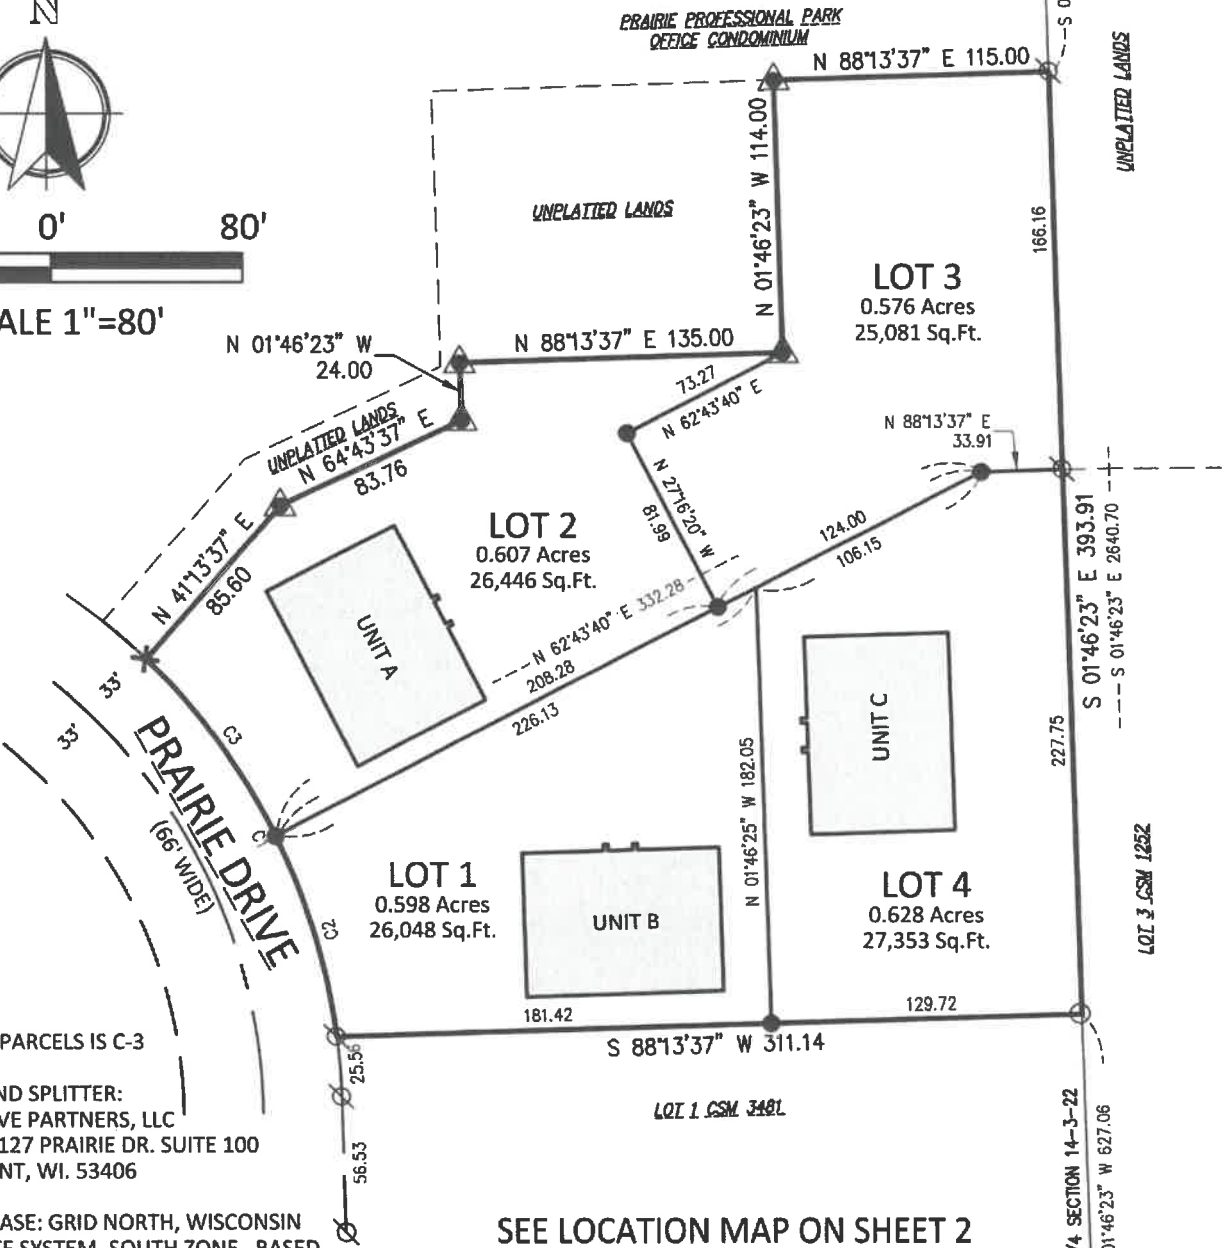 N
PRAIRIE PROFESSIONAL PARK
OFFICE CONDOMINIUM
N 88°13'37" E 115.00
UNPLATTED LANDS
N 01°46'23" W 114.00
UNPLATTED LANDS
0' 80'
ALE 1"=80'
166.16
LOT 3
0.576 Acres
25,081 Sq.Ft.
N 01°46'23" W
24.00
N 88°13'37" E 135.00
73.27
N 62°43'40" E
UNPLATTED LANDS
N 64°43'37" E
83.76
N 88°13'37" E
33.91
N 27°16'20" W
81.99
LOT 2
0.607 Acres
26,446 Sq.Ft.
N 41°13'37" E
85.60
124.00
106.15
S 01°46'23" E 393.91
S 01°46'23" E 2640.70
UNIT A
N 62°43'40" E 332.28
208.28
226.13
33'
33'
C3
PRAIRIE DRIVE
(66' WIDE)
UNIT C
227.75
N 01°46'25" W 182.05
C2
LOT 1
0.598 Acres
26,048 Sq.Ft.
UNIT B
LOT 4
0.628 Acres
27,353 Sq.Ft.
LOT 3 CSM 1252
181.42
129.72
S 88°13'37" W 311.14
25.56
LOT 1 CSM 3481
56.53
PARCELS IS C-3
ND SPLITTER:
VE PARTNERS, LLC
127 PRAIRIE DR. SUITE 100
NT, WI. 53406
ASE: GRID NORTH, WISCONSIN
SYSTEM, SOUTH ZONE, BASED
/4 SECTION 14-3-22
01°46'23" W 627.06
SEE LOCATION MAP ON SHEET 2